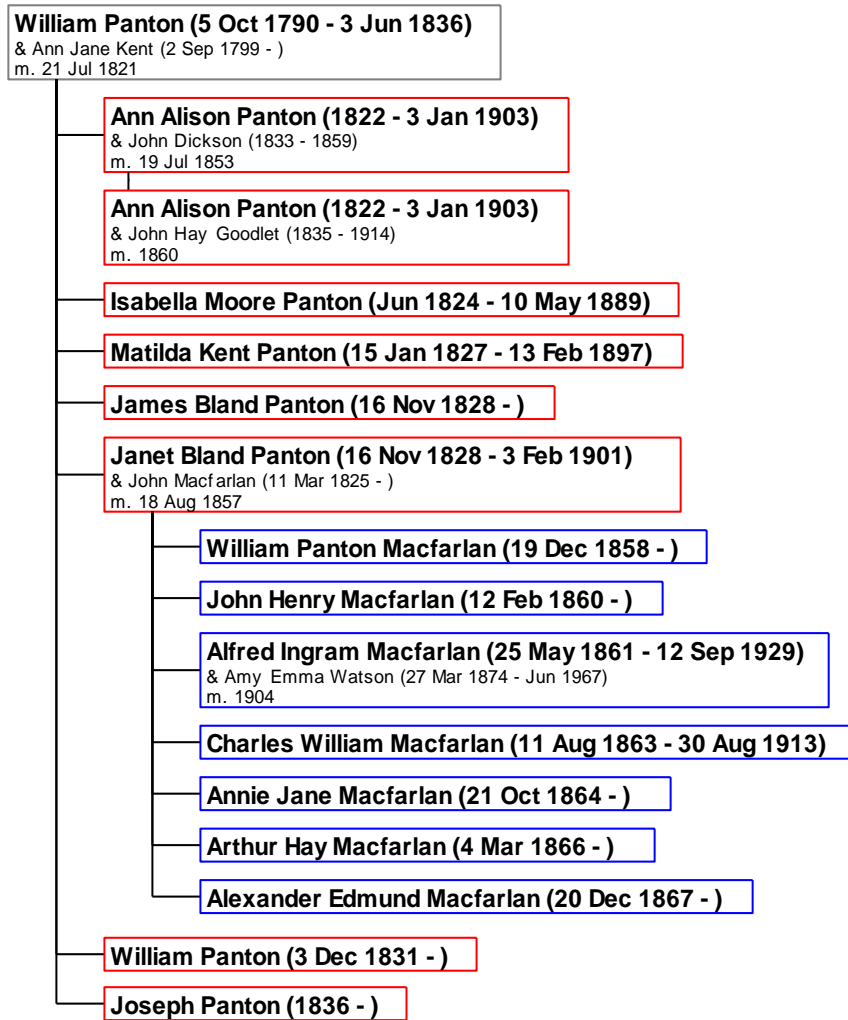 William Panton (5 Oct 1790 - 3 Jun 1836)
& Ann Jane Kent (2 Sep 1799 - )
m. 21 Jul 1821
Ann Alison Panton (1822 - 3 Jan 1903)
& John Dickson (1833 - 1859)
m. 19 Jul 1853
Ann Alison Panton (1822 - 3 Jan 1903)
& John Hay Goodlet (1835 - 1914)
m. 1860
Isabella Moore Panton (Jun 1824 - 10 May 1889)
Matilda Kent Panton (15 Jan 1827 - 13 Feb 1897)
James Bland Panton (16 Nov 1828 - )
Janet Bland Panton (16 Nov 1828 - 3 Feb 1901)
& John Macfarlan (11 Mar 1825 - )
m. 18 Aug 1857
William Panton Macfarlan (19 Dec 1858 - )
John Henry Macfarlan (12 Feb 1860 - )
Alfred Ingram Macfarlan (25 May 1861 - 12 Sep 1929)
& Amy Emma Watson (27 Mar 1874 - Jun 1967)
m. 1904
Charles William Macfarlan (11 Aug 1863 - 30 Aug 1913)
Annie Jane Macfarlan (21 Oct 1864 - )
Arthur Hay Macfarlan (4 Mar 1866 - )
Alexander Edmund Macfarlan (20 Dec 1867 - )
William Panton (3 Dec 1831 - )
Joseph Panton (1836 - )